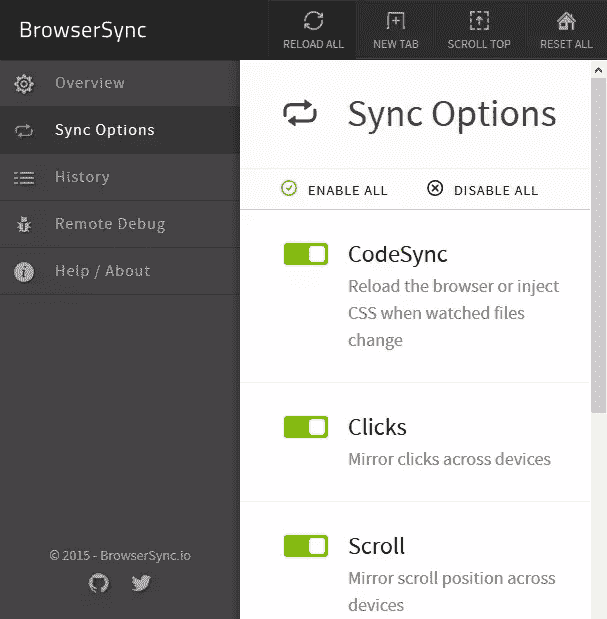 BrowserSync
RELOAD ALL
NEW TAB
SCROLL TOP
RESET ALL
Overview
Sync Options
History
Remote Debug
Help / About
© 2015 - BrowserSync.io
Sync Options
ENABLE ALL
DISABLE ALL
CodeSync
Reload the browser or inject
CSS when watched files
change
Clicks
Mirror clicks across devices
Scroll
Mirror scroll position across
devices